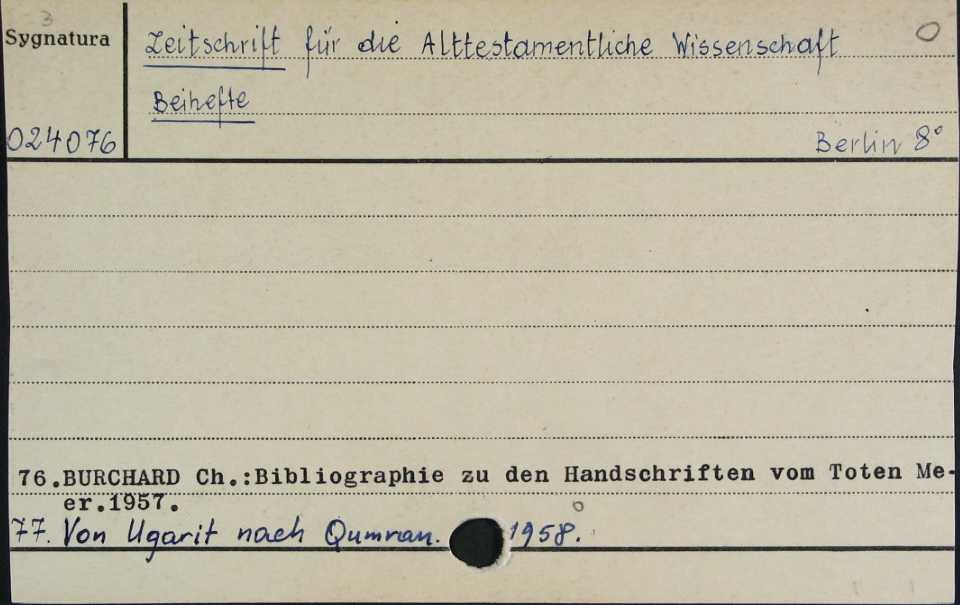 3
Sygnatura
Zeitschrift für die Alttestamentliche Wissenschaft
Beihefte
024076
Berlin 8°
76.BURCHARD Ch.:Bibliographie zu den Handschriften vom Toten Me-
er.1957.
77. Von Ugarit nach Qumran. 1958.